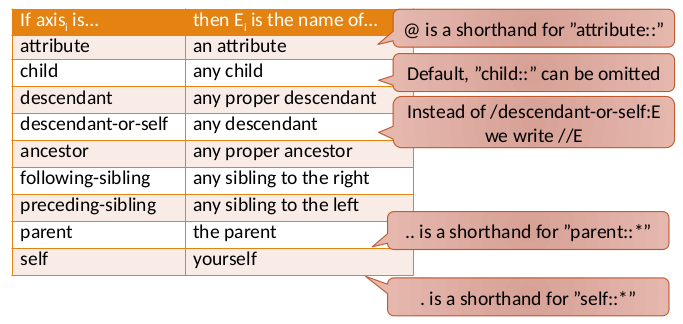 If axisi is... then Ei is the name of...
attribute an attribute
child any child
descendant any proper descendant
descendant-or-self any descendant
ancestor any proper ancestor
following-sibling any sibling to the right
preceding-sibling any sibling to the left
parent the parent
self yourself
@ is a shorthand for ”attribute::”
Default, ”child::” can be omitted
Instead of /descendant-or-self:E
we write //E
.. is a shorthand for ”parent::*”
. is a shorthand for ”self::*”